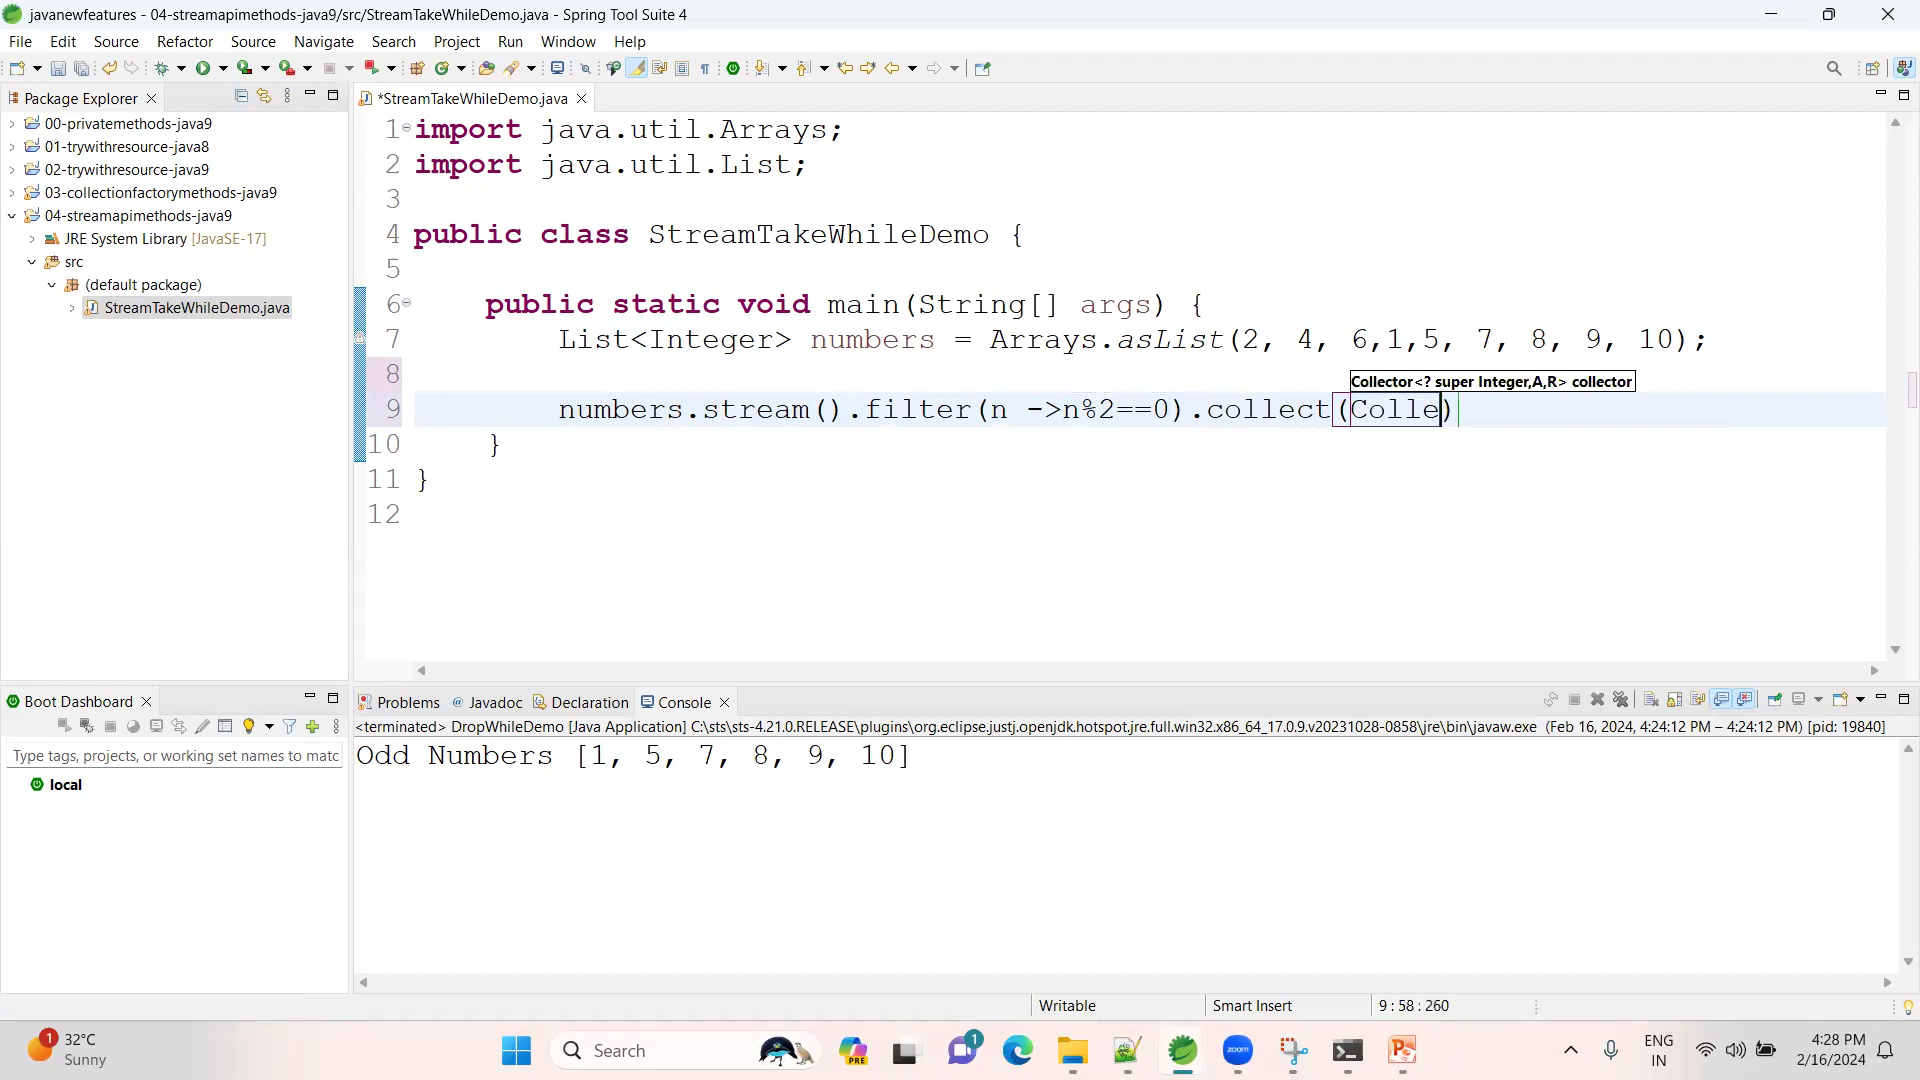 javanewfeatures - 04-streamapimethods-java9/src/StreamTakeWhileDemo.java - Spring Tool Suite 4
File Edit Source Refactor Source Navigate Search Project Run Window Help
Package Explorer
*StreamTakeWhileDemo.java
00-privatemethods-java9
01-trywithresource-java8
02-trywithresource-java9
03-collectionfactorymethods-java9
04-streamapimethods-java9
JRE System Library [JavaSE-17]
src
(default package)
StreamTakeWhileDemo.java
1 import java.util.Arrays;
2 import java.util.List;
3
4 public class StreamTakeWhileDemo {
5
6 public static void main(String[] args) {
7 List<Integer> numbers = Arrays.asList(2, 4, 6,1,5, 7, 8, 9, 10);
8
Collector<? super Integer,A,R> collector
9 numbers.stream().filter(n ->n%2==0).collect(Colle)
10 }
11 }
12
Boot Dashboard
Type tags, projects, or working set names to matc
local
Problems Javadoc Declaration Console
<terminated> DropWhileDemo [Java Application] C:\sts\sts-4.21.0.RELEASE\plugins\org.eclipse.justj.openjdk.hotspot.jre.full.win32.x86_64_17.0.9.v20231028-0858\jre\bin\javaw.exe (Feb 16, 2024, 4:24:12 PM – 4:24:12 PM) [pid: 19840]
Odd Numbers [1, 5, 7, 8, 9, 10]
Writable Smart Insert 9 : 58 : 260
1
32°C
Sunny
Search
PRE
1
zoom
ENG
IN
4:28 PM
2/16/2024